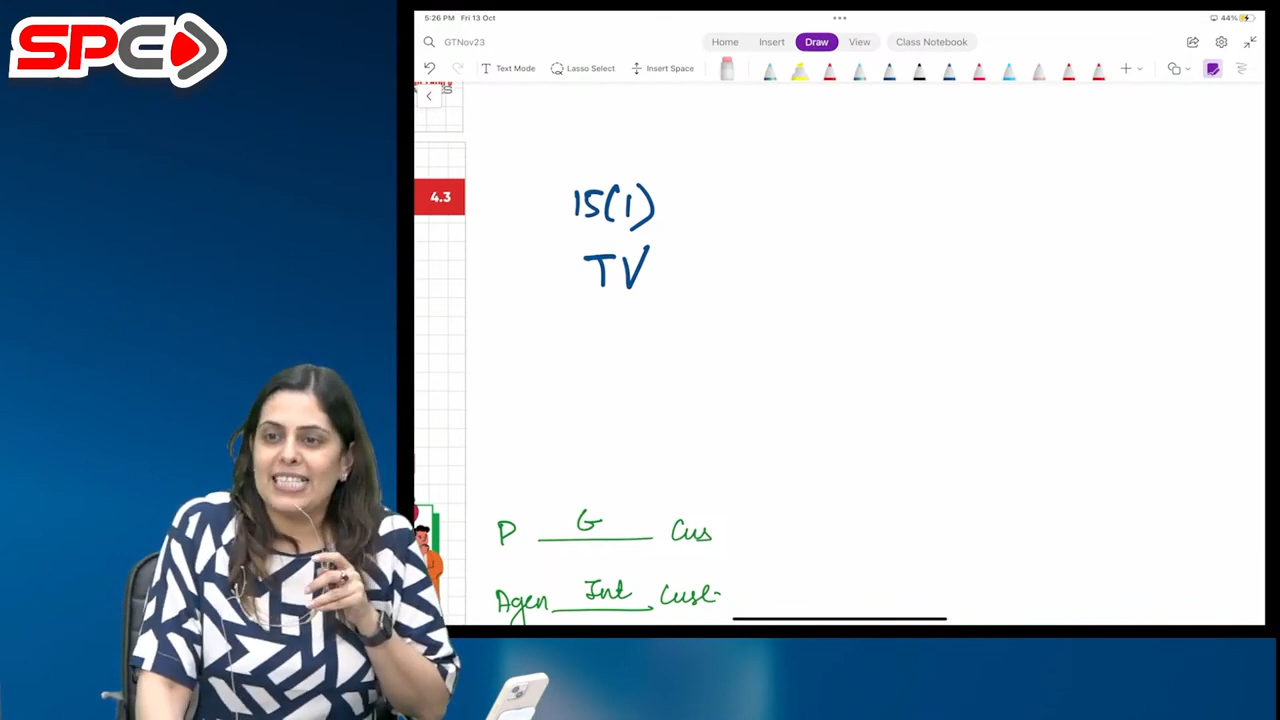 SPC
5:26 PM Fri 13 Oct
44%
GTNov23
Home Insert Draw View Class Notebook
Text Mode Lasso Select Insert Space
4.3
15(1)
TV
P G Cus
Agen Int Cust